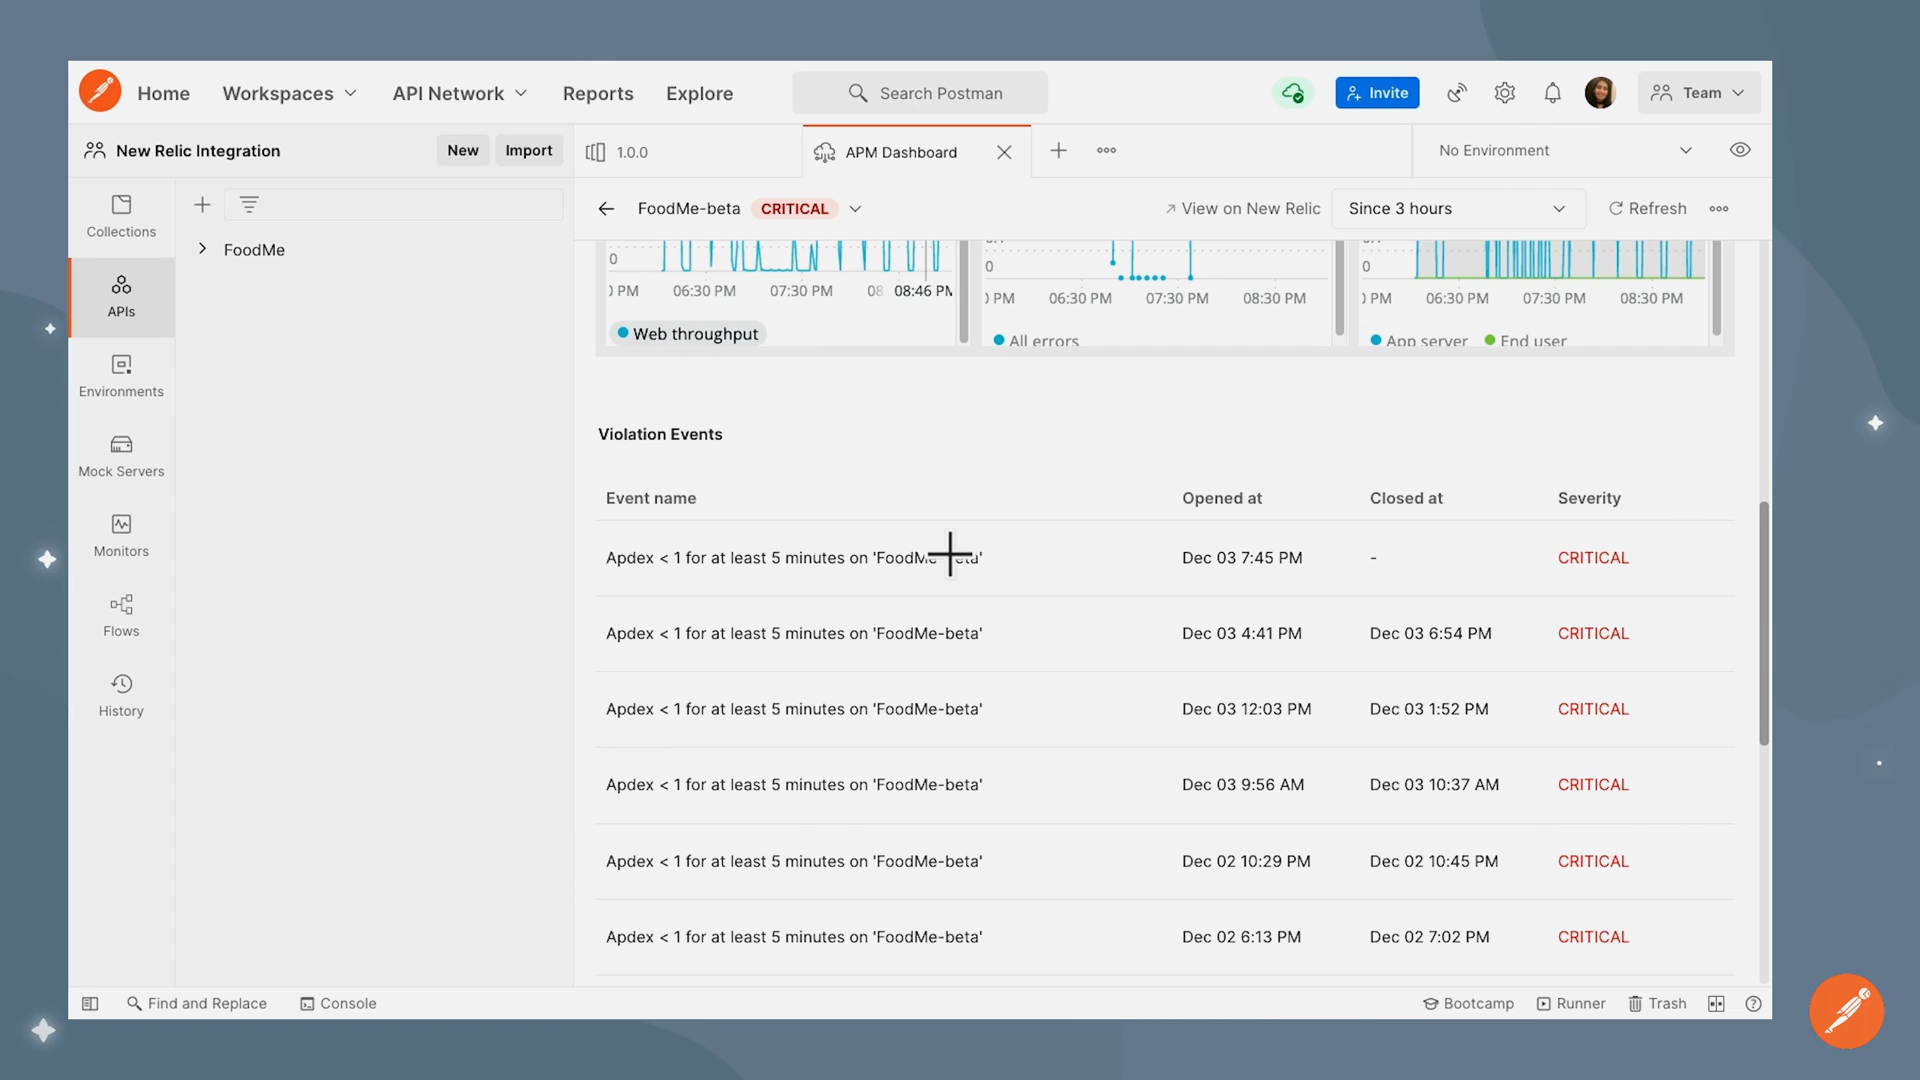 Home Workspaces API Network Reports Explore Search Postman Invite Team
New Relic Integration New Import 1.0.0 APM Dashboard No Environment
FoodMe-beta CRITICAL View on New Relic Since 3 hours Refresh
Collections
FoodMe
APIs
Environments
Mock Servers
Monitors
Flows
History
0
PM 06:30 PM 07:30 PM 08 08:46 PM
Web throughput
0
PM 06:30 PM 07:30 PM 08:30 PM
All errors
0
PM 06:30 PM 07:30 PM 08:30 PM
App server End user
Violation Events
Event name Opened at Closed at Severity
Apdex < 1 for at least 5 minutes on Dec 03 7:45 PM - CRITICAL
Apdex < 1 for at least 5 minutes on 'FoodMe-beta' Dec 03 4:41 PM Dec 03 6:54 PM CRITICAL
Apdex < 1 for at least 5 minutes on 'FoodMe-beta' Dec 03 12:03 PM Dec 03 1:52 PM CRITICAL
Apdex < 1 for at least 5 minutes on 'FoodMe-beta' Dec 03 9:56 AM Dec 03 10:37 AM CRITICAL
Apdex < 1 for at least 5 minutes on 'FoodMe-beta' Dec 02 10:29 PM Dec 02 10:45 PM CRITICAL
Apdex < 1 for at least 5 minutes on 'FoodMe-beta' Dec 02 6:13 PM Dec 02 7:02 PM CRITICAL
Find and Replace Console Bootcamp Runner Trash